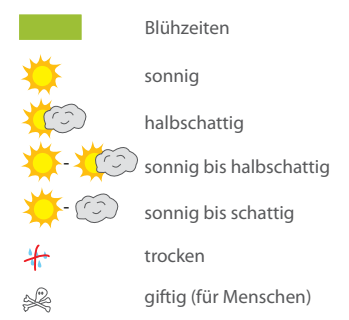 Blühzeiten
sonnig
halbschattig
- sonnig bis halbschattig
- sonnig bis schattig
trocken
giftig (für Menschen)